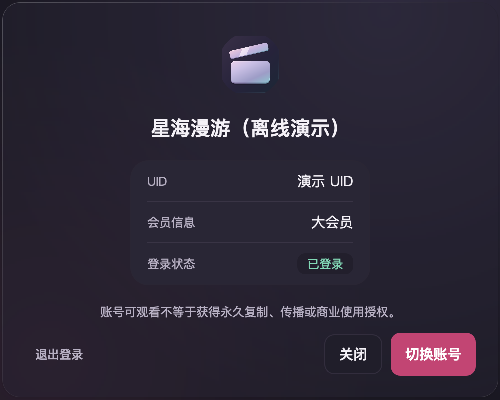 星海漫游（离线演示）
UID 演示 UID
会员信息 大会员
登录状态 已登录
账号可观看不等于获得永久复制、传播或商业使用授权。
退出登录 关闭 切换账号